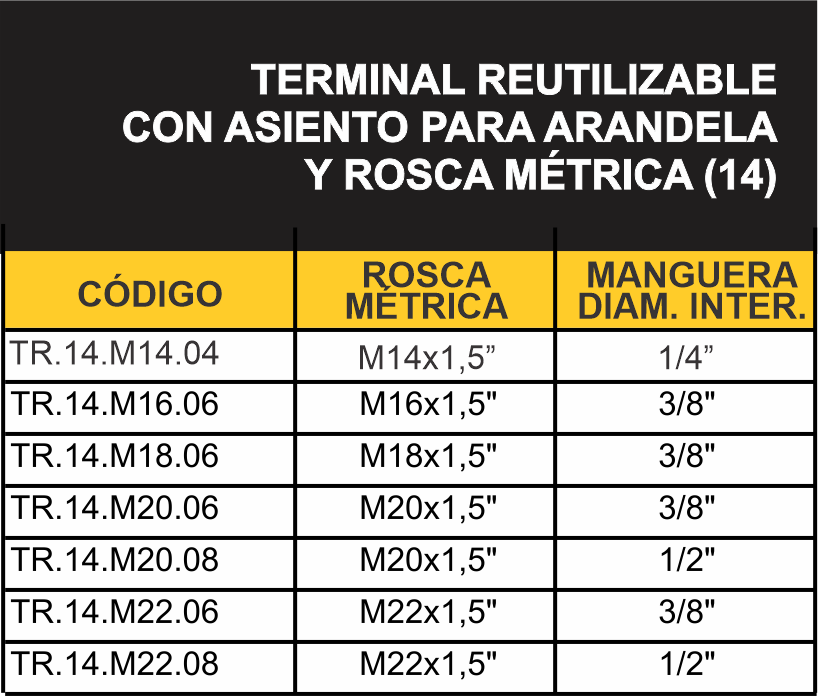 TERMINAL REUTILIZABLE
CON ASIENTO PARA ARANDELA
Y ROSCA MÉTRICA (14)
CÓDIGO ROSCA MÉTRICA MANGUERA DIAM. INTER.
TR.14.M14.04 M14x1,5” 1/4”
TR.14.M16.06 M16x1,5" 3/8"
TR.14.M18.06 M18x1,5" 3/8"
TR.14.M20.06 M20x1,5" 3/8"
TR.14.M20.08 M20x1,5" 1/2"
TR.14.M22.06 M22x1,5" 3/8"
TR.14.M22.08 M22x1,5" 1/2"